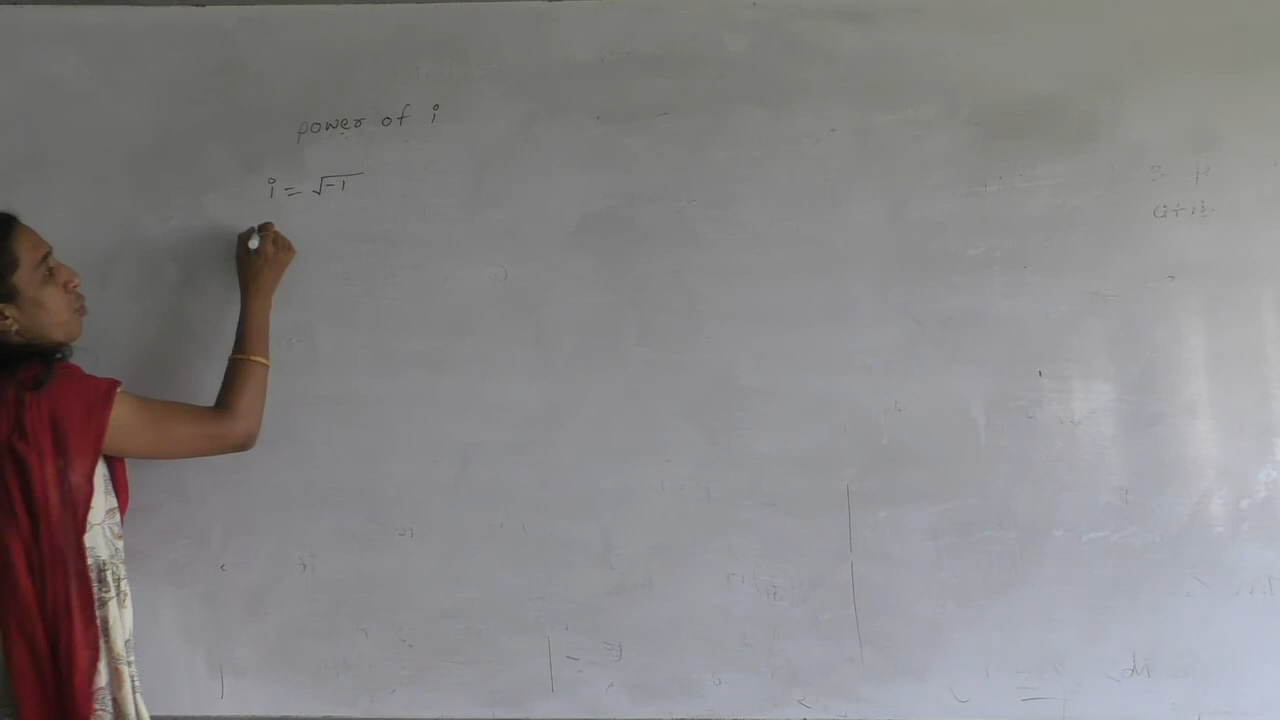 power of i
i = √-1